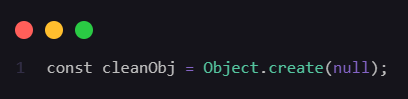 1 const cleanObj = Object.create(null);